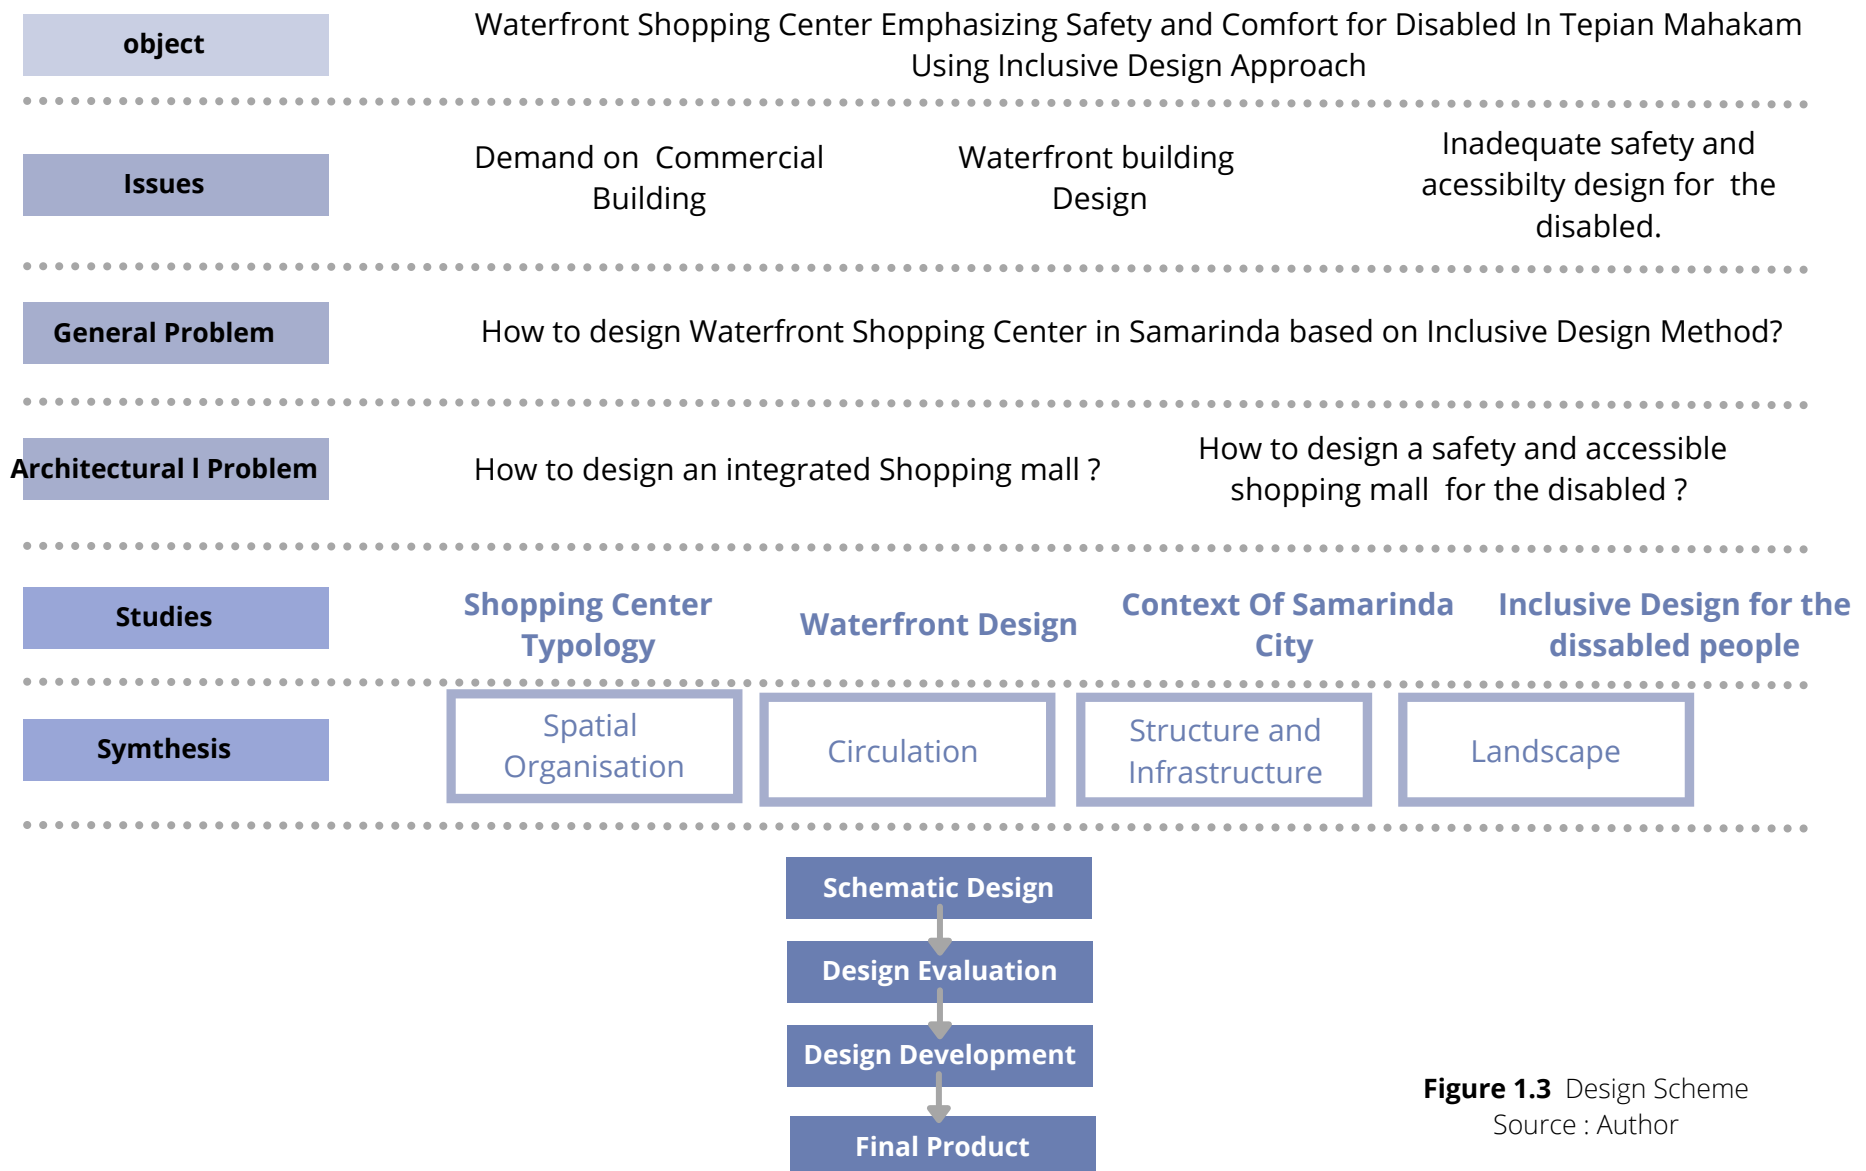 object
Waterfront Shopping Center Emphasizing Safety and Comfort for Disabled In Tepian Mahakam
Using Inclusive Design Approach
Issues
Demand on Commercial
Building
Waterfront building
Design
Inadequate safety and
acessibilty design for the
disabled.
General Problem
How to design Waterfront Shopping Center in Samarinda based on Inclusive Design Method?
Architectural l Problem
How to design an integrated Shopping mall ?
How to design a safety and accessible
shopping mall for the disabled ?
Studies
Shopping Center
Typology
Waterfront Design
Context Of Samarinda
City
Inclusive Design for the
dissabled people
Symthesis
Spatial
Organisation
Circulation
Structure and
Infrastructure
Landscape
Schematic Design
Design Evaluation
Design Development
Final Product
Figure 1.3 Design Scheme
Source : Author